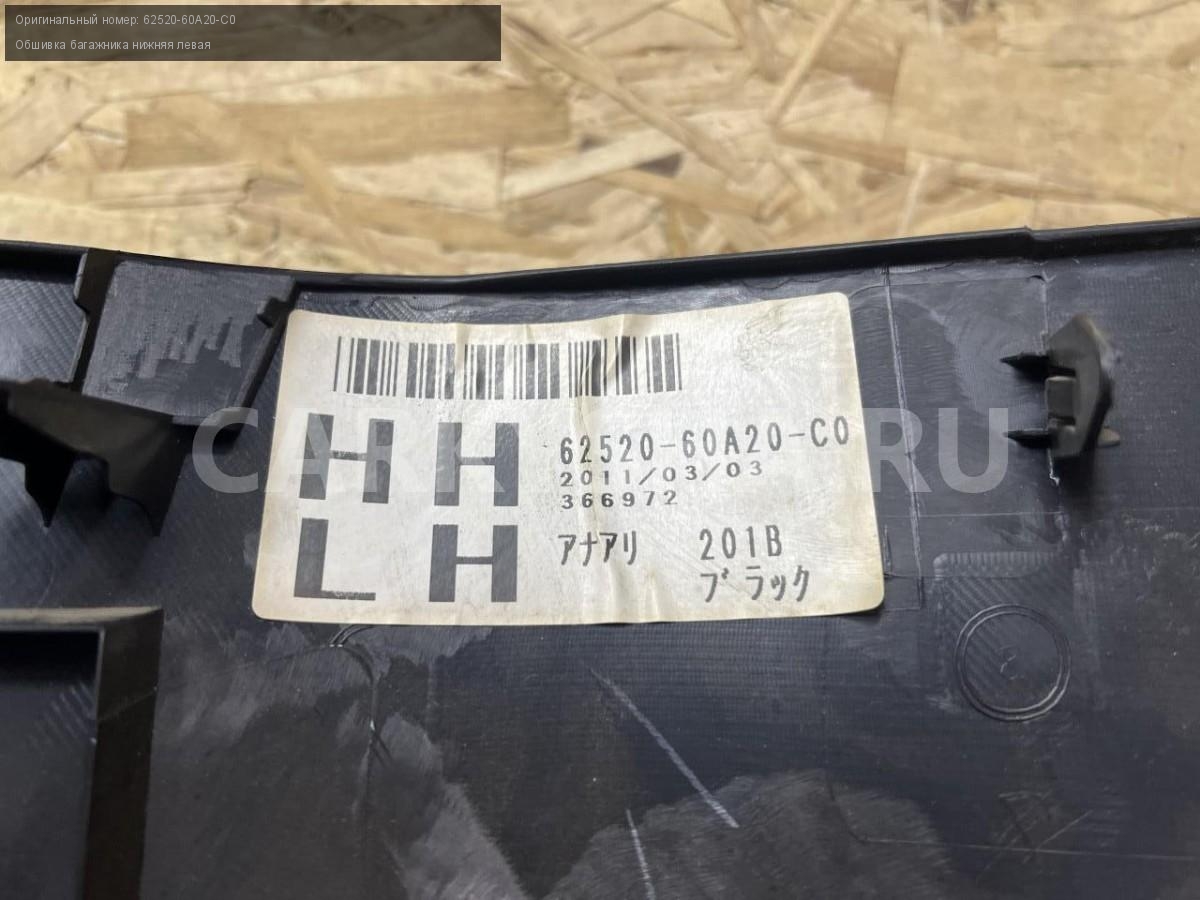 Оригинальный номер: 62520-60A20-C0
Обшивка багажника нижняя левая
HH
62520-60A20-C0
2011/03/03
366972
LH
アナアリ 201B
ブラック
2